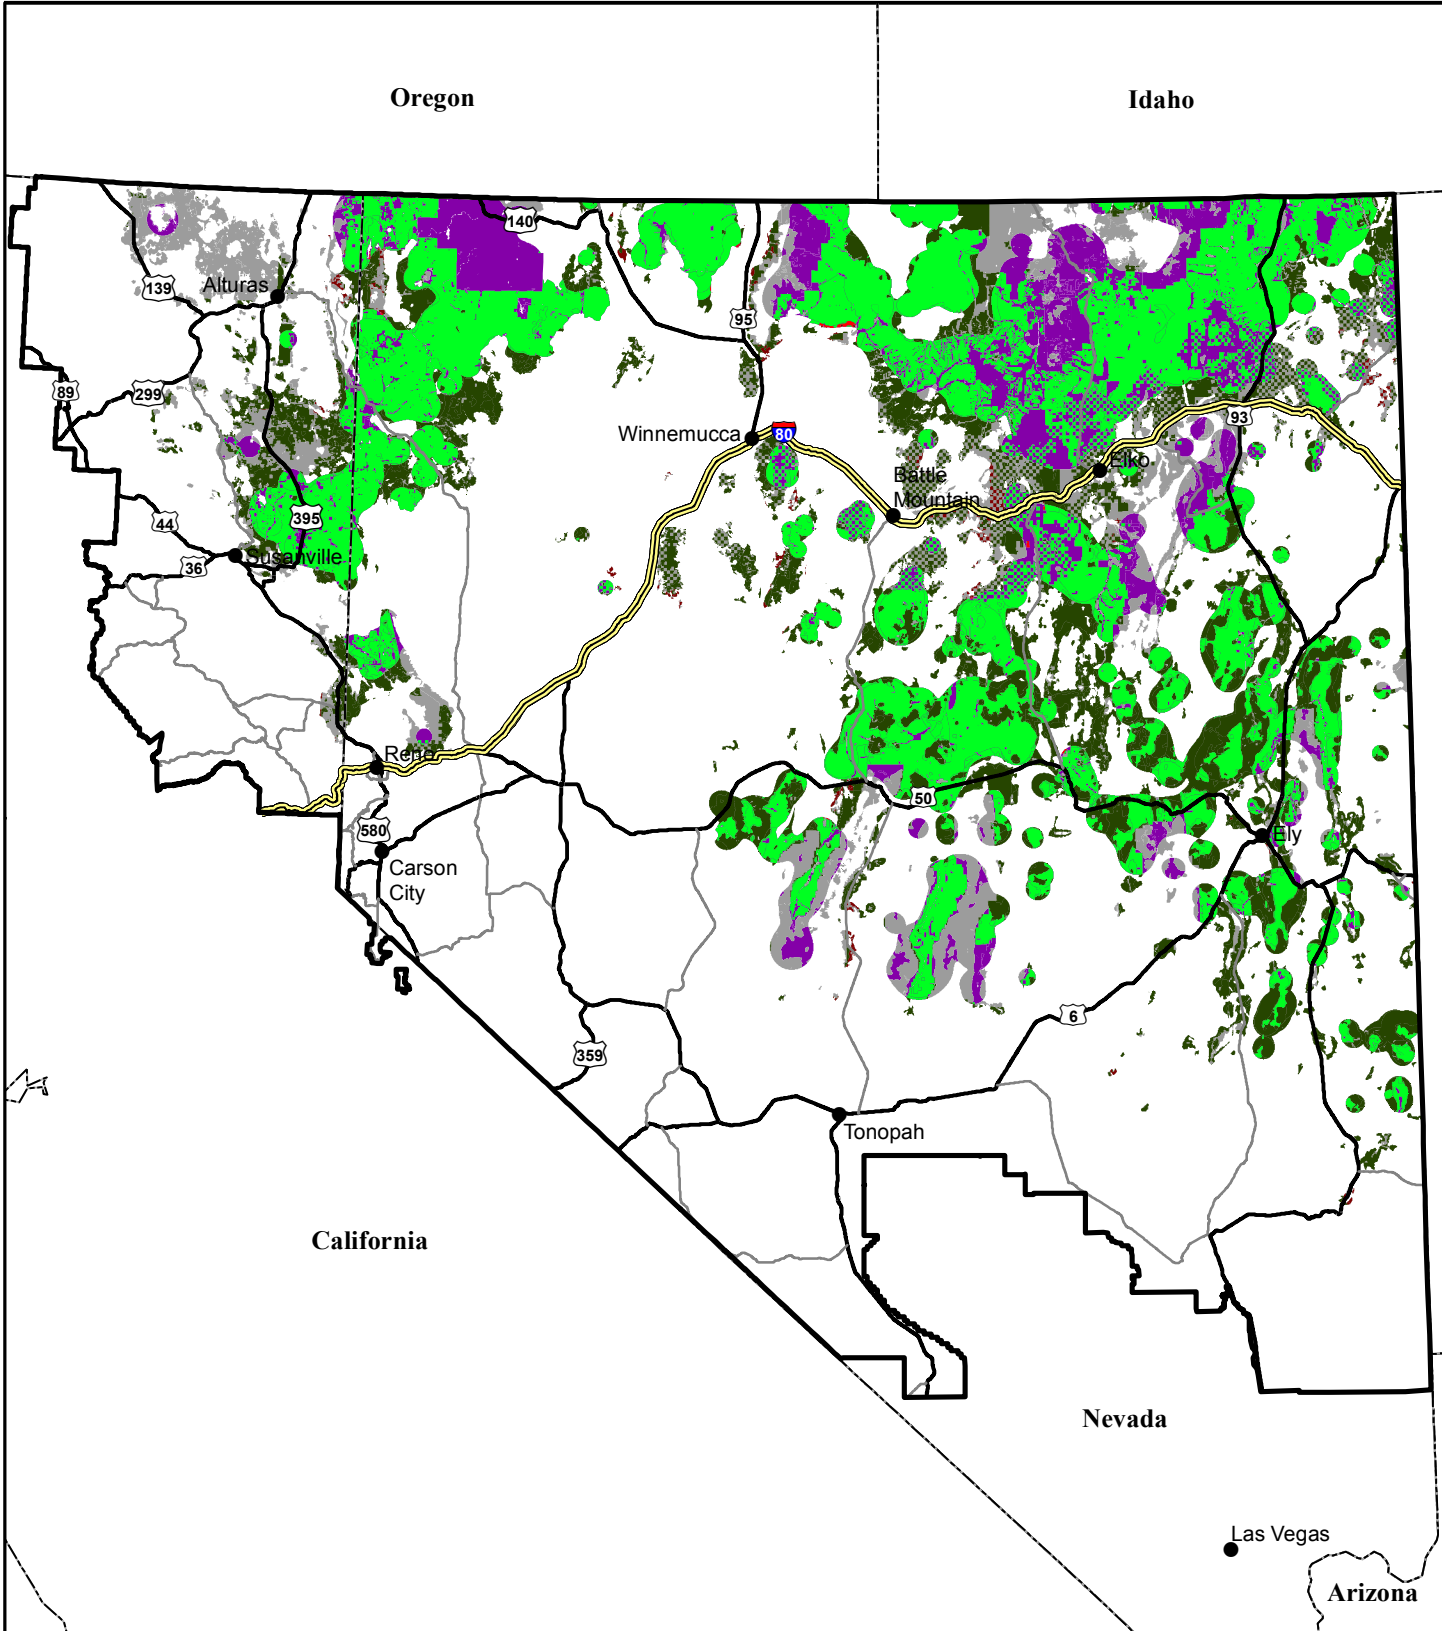 Oregon
Idaho
140
139
Alturas
95
89
299
Winnemucca
80
93
Elko
Battle
Mountain
395
44
Susanville
36
Reno
50
580
Ely
Carson
City
6
359
Tonopah
California
Nevada
Las Vegas
Arizona